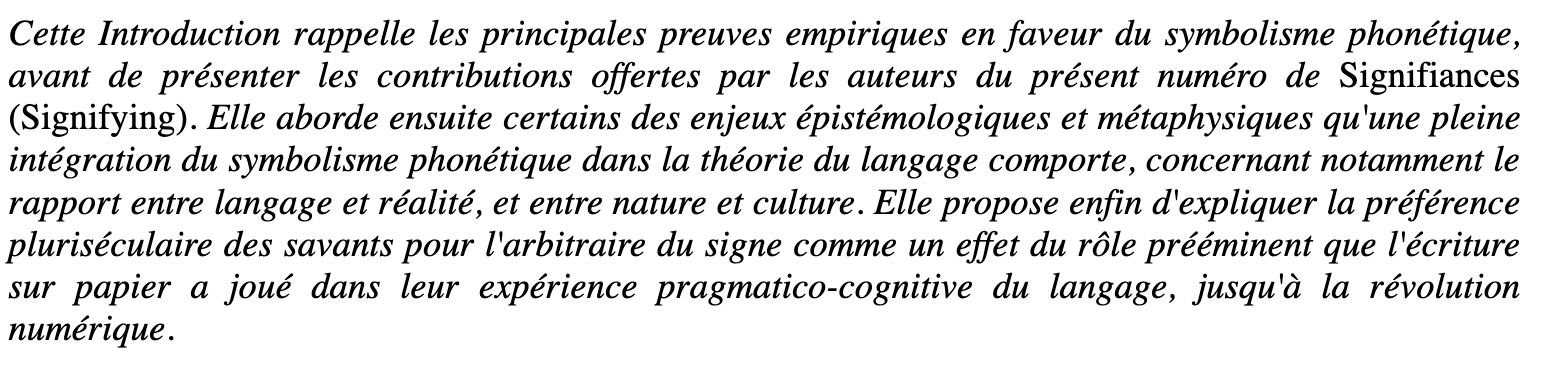 Cette Introduction rappelle les principales preuves empiriques en faveur du symbolisme phonétique,
avant de présenter les contributions offertes par les auteurs du présent numéro de Signifiances
(Signifying). Elle aborde ensuite certains des enjeux épistémologiques et métaphysiques qu'une pleine
intégration du symbolisme phonétique dans la théorie du langage comporte, concernant notamment le
rapport entre langage et réalité, et entre nature et culture. Elle propose enfin d'expliquer la préférence
pluriséculaire des savants pour l'arbitraire du signe comme un effet du rôle prééminent que l'écriture
sur papier a joué dans leur expérience pragmatico-cognitive du langage, jusqu'à la révolution
numérique.